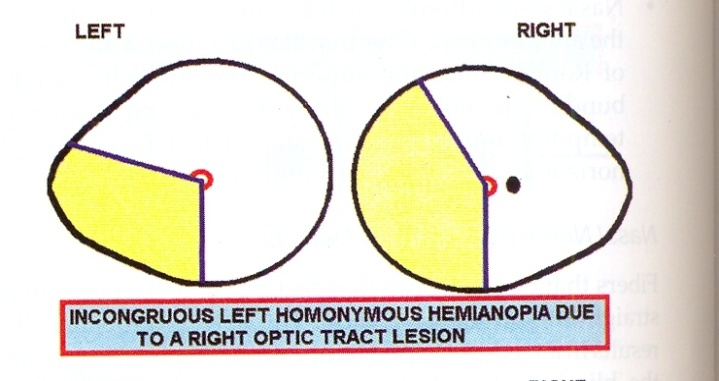 LEFT
RIGHT
INCONGRUOUS LEFT HOMONYMOUS HEMIANOPIA DUE
TO A RIGHT OPTIC TRACT LESION